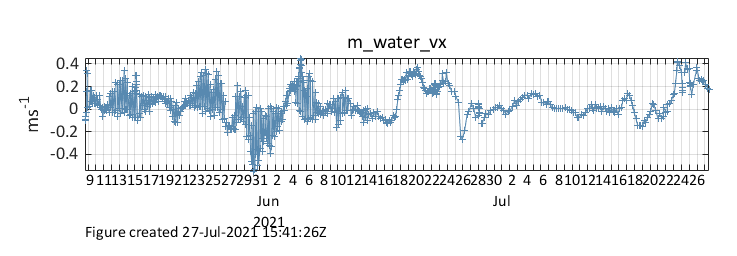 m_water_vx
0.4
0.2
0
-0.2
-0.4
ms-1
9 11 13 15 17 19 21 23 25 27 29 31 2 4 6 8 10 12 14 16 18 20 22 24 26 28 30 2 4 6 8 10 12 14 16 18 20 22 24 26
Jun Jul
2021
Figure created 27-Jul-2021 15:41:26Z